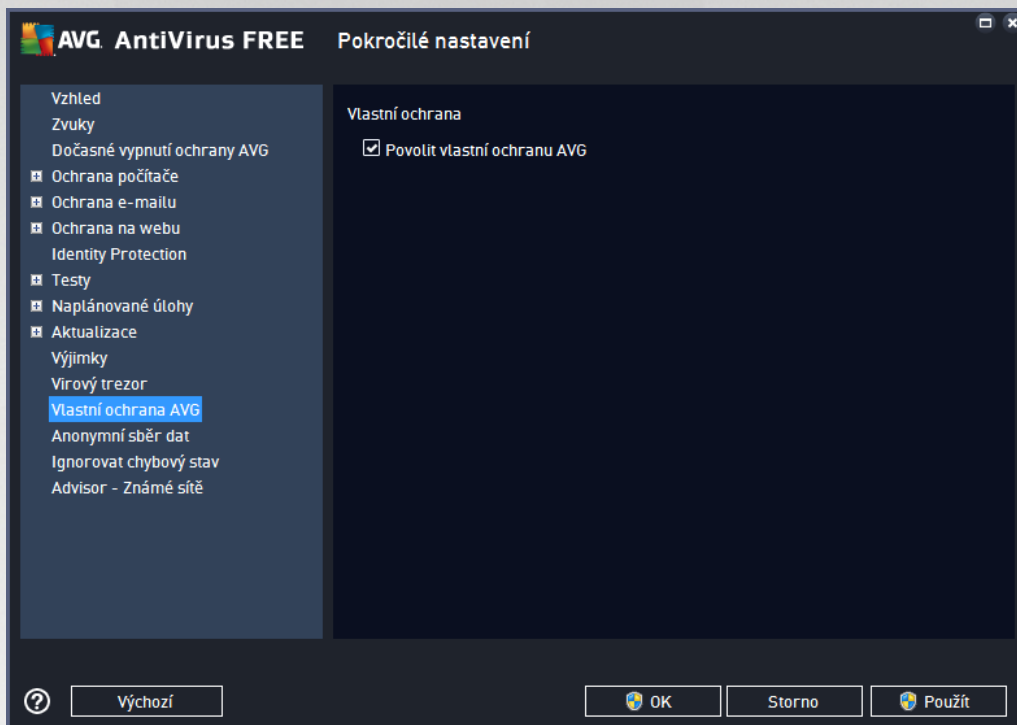 AVG. AntiVirus FREE Pokročilé nastavení
Vzhled
Zvuky
Dočasné vypnutí ochrany AVG
Ochrana počítače
Ochrana e-mailu
Ochrana na webu
Identity Protection
Testy
Naplánované úlohy
Aktualizace
Výjimky
Virový trezor
Vlastní ochrana AVG
Anonymní sběr dat
Ignorovat chybový stav
Advisor - Známé sítě
Vlastní ochrana
Povolit vlastní ochranu AVG
? Výchozí OK Storno Použít